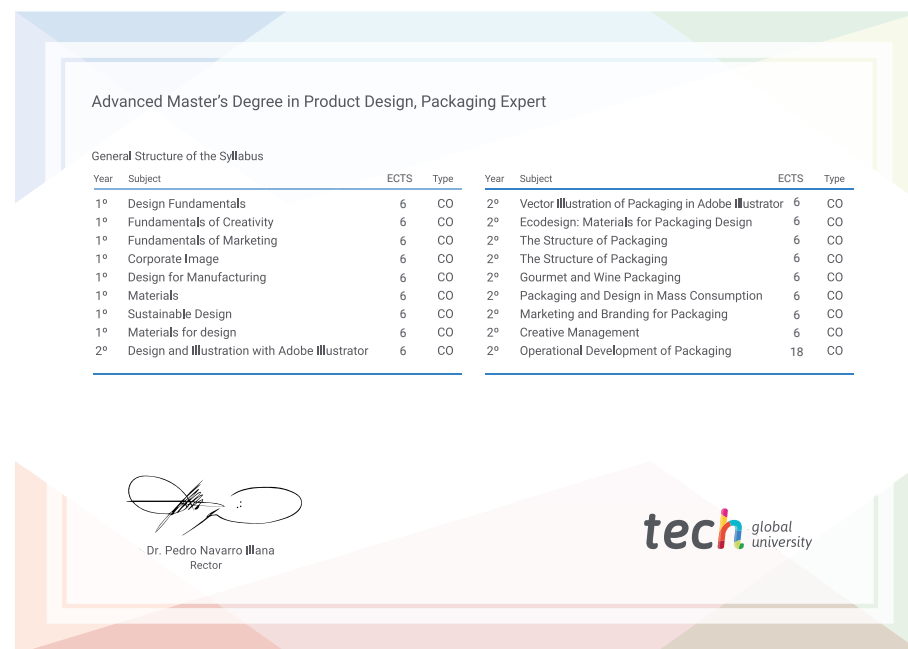 Advanced Master’s Degree in Product Design, Packaging Expert
General Structure of the Syllabus
Year Subject ECTS Type
1º Design Fundamentals 6 CO
1º Fundamentals of Creativity 6 CO
1º Fundamentals of Marketing 6 CO
1º Corporate Image 6 CO
1º Design for Manufacturing 6 CO
1º Materials 6 CO
1º Sustainable Design 6 CO
1º Materials for design 6 CO
2º Design and Illustration with Adobe Illustrator 6 CO
Year Subject ECTS Type
2º Vector Illustration of Packaging in Adobe Illustrator 6 CO
2º Ecodesign: Materials for Packaging Design 6 CO
2º The Structure of Packaging 6 CO
2º The Structure of Packaging 6 CO
2º Gourmet and Wine Packaging 6 CO
2º Packaging and Design in Mass Consumption 6 CO
2º Marketing and Branding for Packaging 6 CO
2º Creative Management 6 CO
2º Operational Development of Packaging 18 CO
Dr. Pedro Navarro Illana
Rector
tech global
university